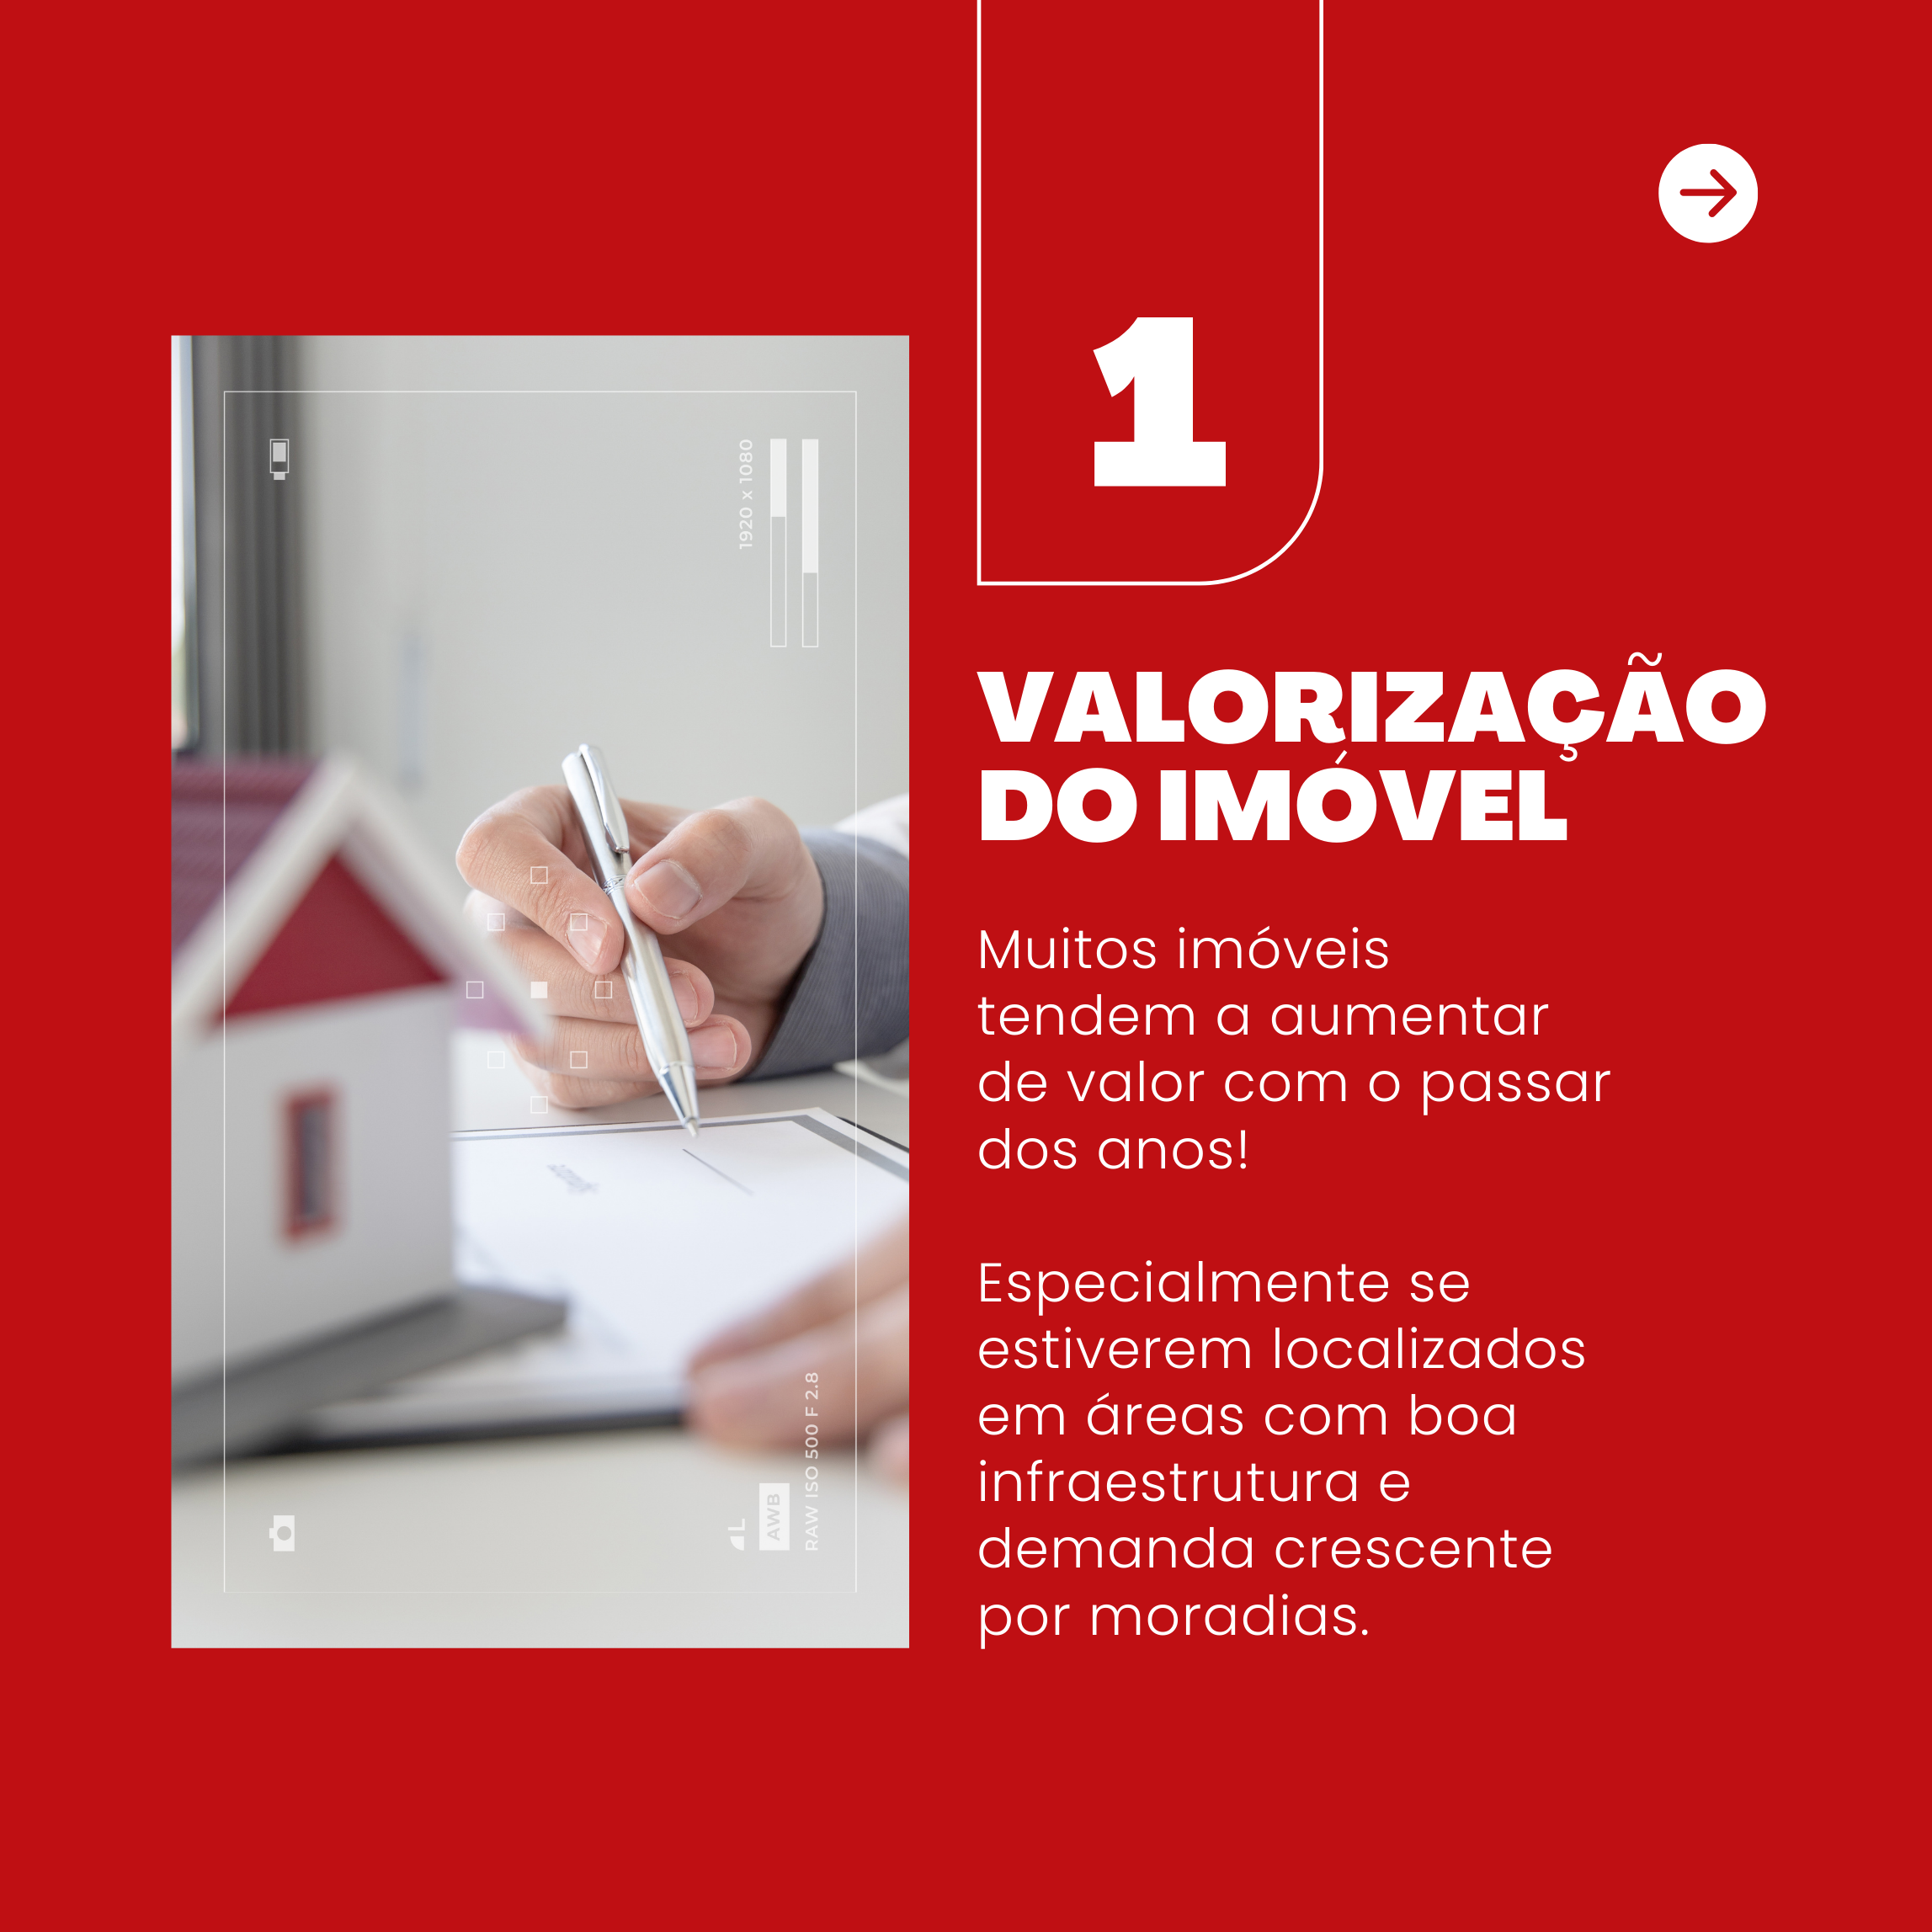 1
VALORIZAÇÃO
DO IMÓVEL
Muitos imóveis
tendem a aumentar
de valor com o passar
dos anos!
Especialmente se
estiverem localizados
em áreas com boa
infraestrutura e
demanda crescente
por moradias.
1920 x 1080
L
AWB
RAW ISO 500 F 2.8